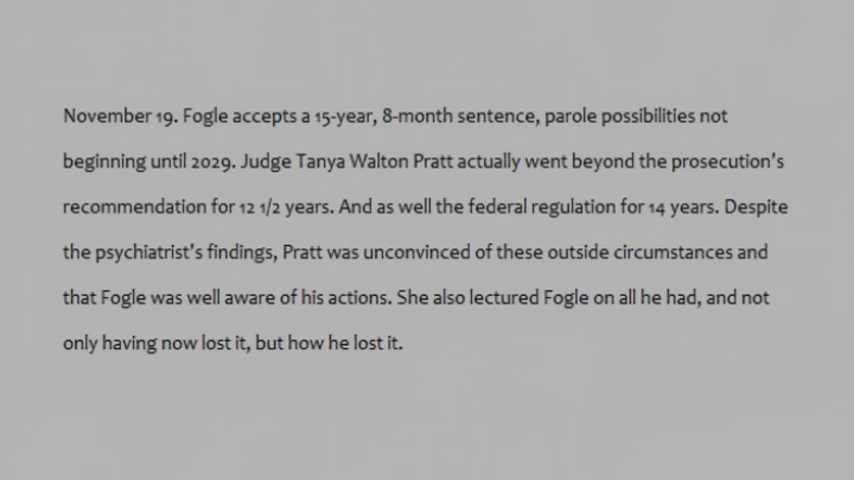 November 19. Fogle accepts a 15-year, 8-month sentence, parole possibilities not
beginning until 2029. Judge Tanya Walton Pratt actually went beyond the prosecution's
recommendation for 12 1/2 years. And as well the federal regulation for 14 years. Despite
the psychiatrist's findings, Pratt was unconvinced of these outside circumstances and
that Fogle was well aware of his actions. She also lectured Fogle on all he had, and not
only having now lost it, but how he lost it.